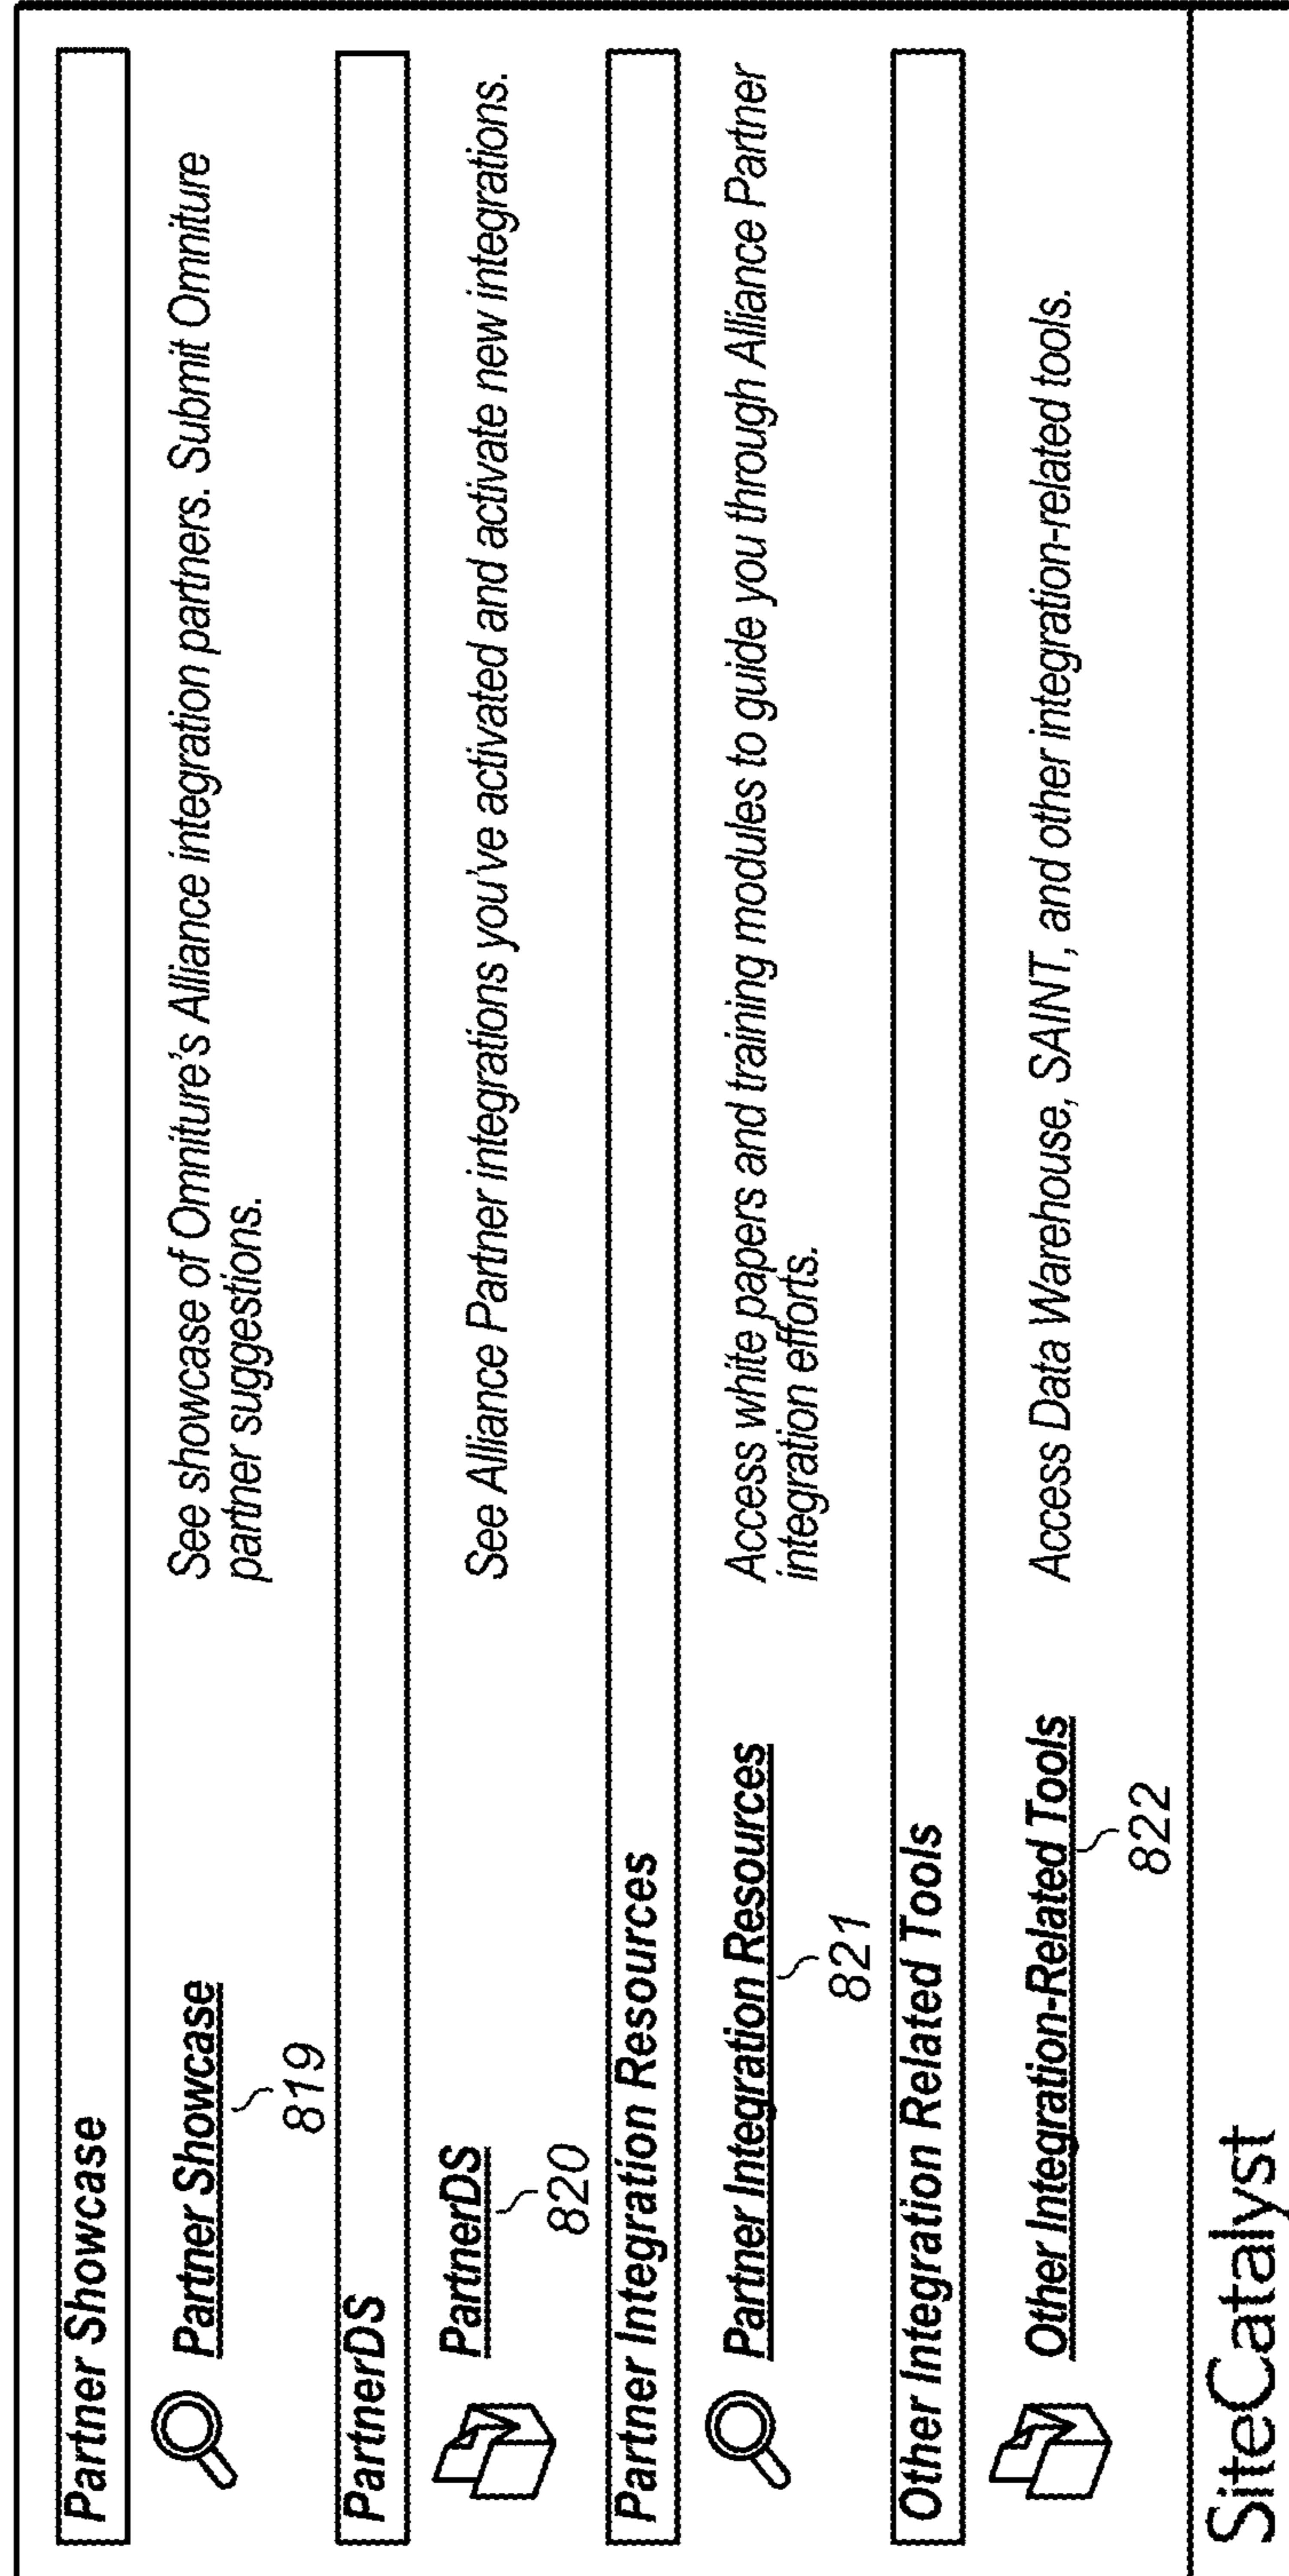 Partner Showcase
Partner Showcase
819
See showcase of Omniture's Alliance integration partners. Submit Omniture
partner suggestions.
PartnerDS
PartnerDS
820
See Alliance Partner integrations you've activated and activate new integrations.
Partner Integration Resources
Partner Integration Resources
821
Access white papers and training modules to guide you through Alliance Partner
integration efforts.
Other Integration Related Tools
Other Integration-Related Tools
822
Access Data Warehouse, SAINT, and other integration-related tools.
SiteCatalyst